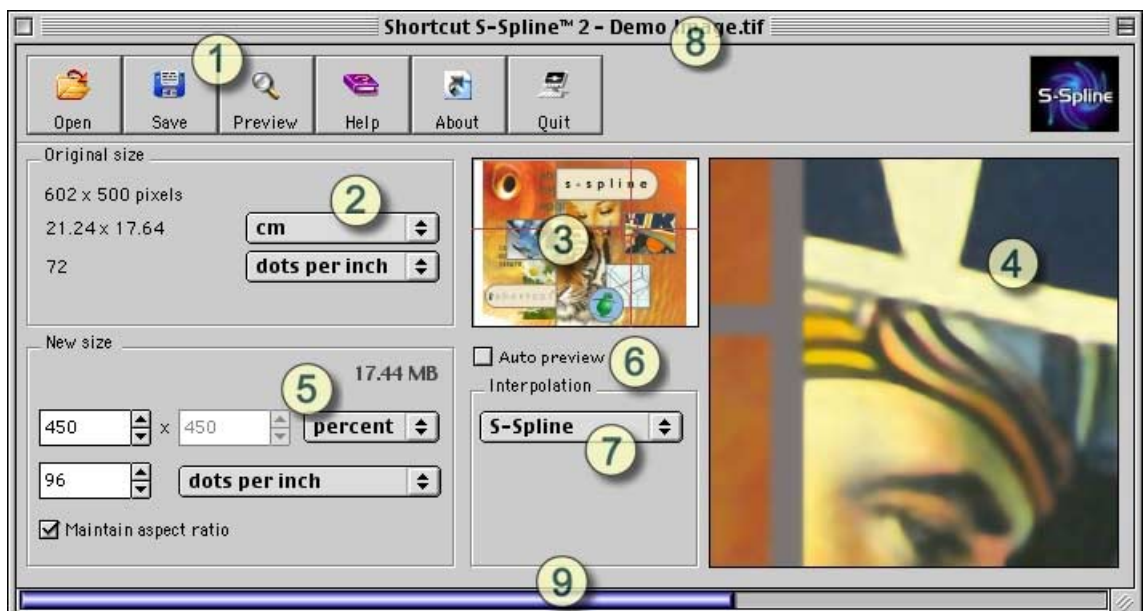 Shortcut S-Spline™ 2 - Demo Image.tif
8
1
Open Save Preview Help About Quit
S-Spline
Original size
602 x 500 pixels
2
21.24 x 17.64 cm
72 dots per inch
s-spline
3
4
New size
17.44 MB
5
450 x 450 percent
96 dots per inch
Maintain aspect ratio
Auto preview
6
Interpolation
S-Spline
7
9